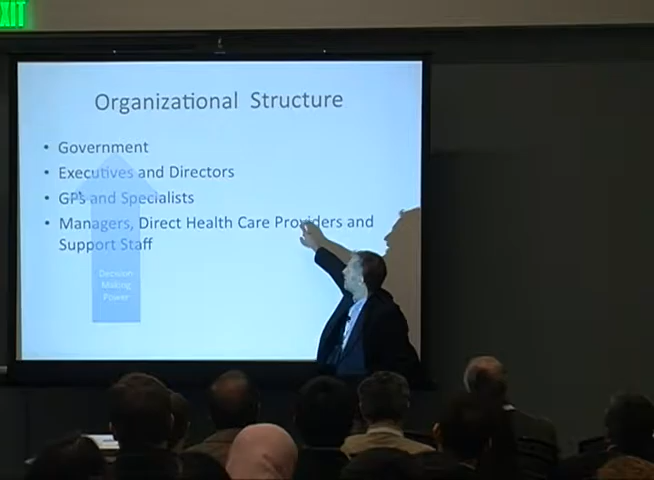 XIT
Organizational Structure
• Government
• Executives and Directors
• GPs and Specialists
• Managers, Direct Health Care Providers and
Support Staff
Decision
Making
Power